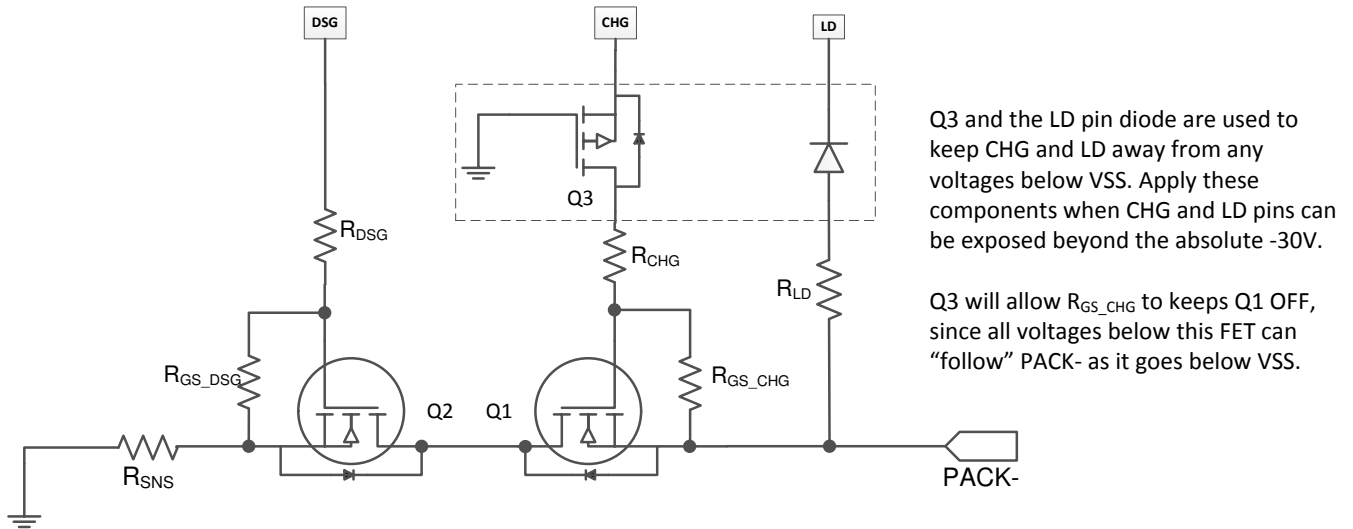 DSG
CHG
LD
Q3 and the LD pin diode are used to
keep CHG and LD away from any
voltages below VSS. Apply these
components when CHG and LD pins can
be exposed beyond the absolute -30V.
Q3 will allow RGS_CHG to keeps Q1 OFF,
since all voltages below this FET can
“follow” PACK- as it goes below VSS.
Q3
RDSG
RCHG
RLD
RGS_DSG
RGS_CHG
Q2
Q1
RSNS
PACK-